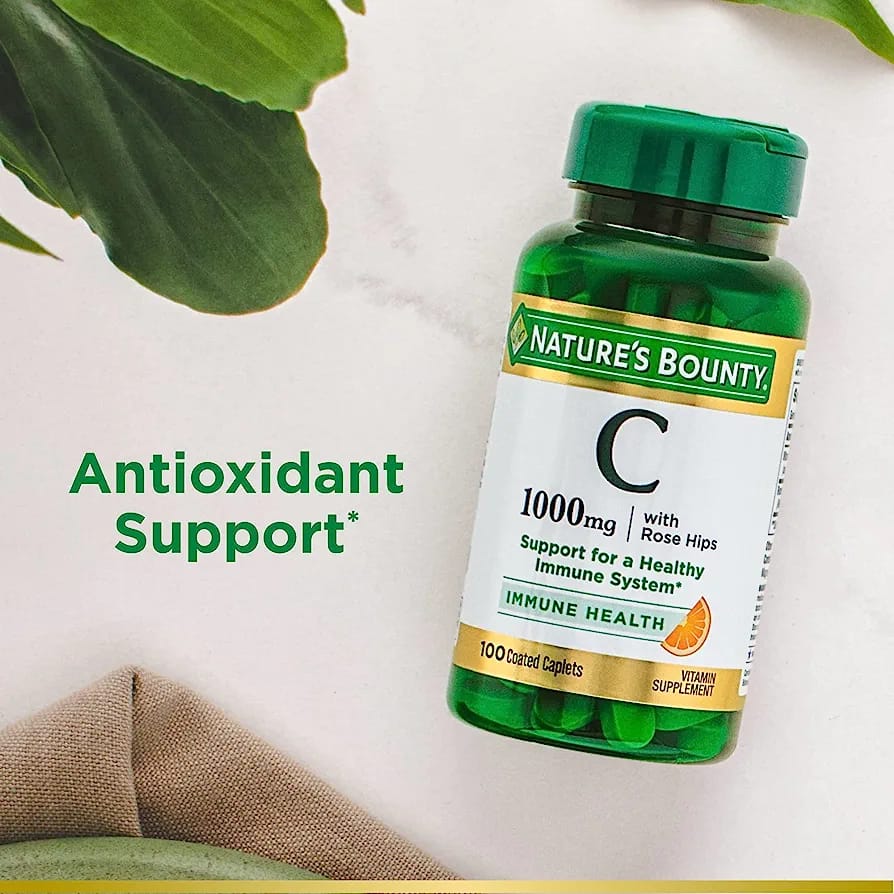 Antioxidant
Support*
NATURE'S BOUNTY®
C
1000mg
with
Rose Hips
Support for a Healthy
Immune System*
IMMUNE HEALTH
100 Coated Caplets
VITAMIN
SUPPLEMENT